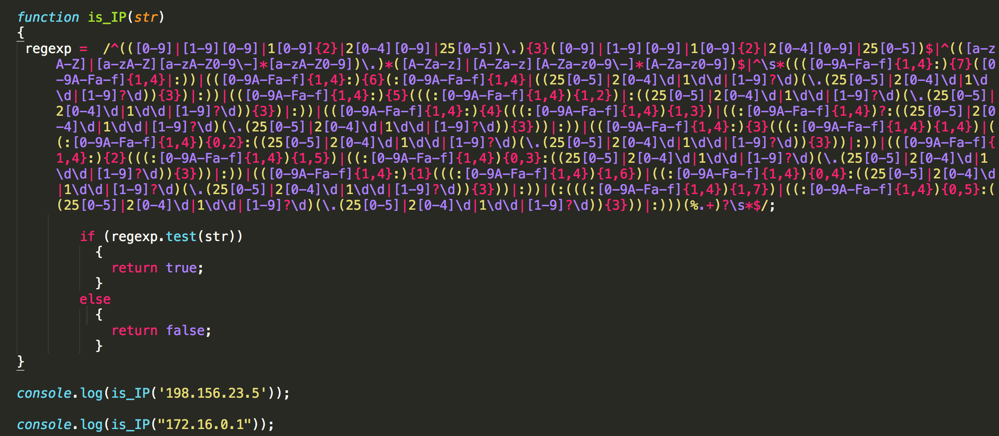 function is_IP(str)
{
regexp =  /^(([0-9]|[1-9][0-9]|1[0-9]{2}|2[0-4][0-9]|25[0-5])\.){3}([0-9]|[1-9][0-9]|1[0-9]{2}|2[0-4][0-9]|25[0-5])$|^(([a-z
A-Z]|[a-zA-Z][a-zA-Z0-9\-]*[a-zA-Z0-9])\.)*([A-Za-z]|[A-Za-z][A-Za-z0-9\-]*[A-Za-z0-9])$|^\s*((([0-9A-Fa-f]{1,4}:){7}([0
-9A-Fa-f]{1,4}|:))|(([0-9A-Fa-f]{1,4}:){6}(:[0-9A-Fa-f]{1,4}|((25[0-5]|2[0-4]\d|1\d\d|[1-9]?\d)(\.(25[0-5]|2[0-4]\d|1\d
\d|[1-9]?\d)){3})|:))|(([0-9A-Fa-f]{1,4}:){5}(((:[0-9A-Fa-f]{1,4}){1,2})|:((25[0-5]|2[0-4]\d|1\d\d|[1-9]?\d)(\.(25[0-5]|
2[0-4]\d|1\d\d|[1-9]?\d)){3})|:))|(([0-9A-Fa-f]{1,4}:){4}(((:[0-9A-Fa-f]{1,4}){1,3})|((:[0-9A-Fa-f]{1,4})?:((25[0-5]|2[0
-4]\d|1\d\d|[1-9]?\d)(\.(25[0-5]|2[0-4]\d|1\d\d|[1-9]?\d)){3}))|:))|(([0-9A-Fa-f]{1,4}:){3}(((:[0-9A-Fa-f]{1,4}){1,4})|(
(:[0-9A-Fa-f]{1,4}){0,2}:((25[0-5]|2[0-4]\d|1\d\d|[1-9]?\d)(\.(25[0-5]|2[0-4]\d|1\d\d|[1-9]?\d)){3}))|:))|(([0-9A-Fa-f]{
1,4}:){2}(((:[0-9A-Fa-f]{1,4}){1,5})|((:[0-9A-Fa-f]{1,4}){0,3}:((25[0-5]|2[0-4]\d|1\d\d|[1-9]?\d)(\.(25[0-5]|2[0-4]\d|1
\d\d|[1-9]?\d)){3}))|:))|(([0-9A-Fa-f]{1,4}:){1}(((:[0-9A-Fa-f]{1,4}){1,6})|((:[0-9A-Fa-f]{1,4}){0,4}:((25[0-5]|2[0-4]\d
|1\d\d|[1-9]?\d)(\.(25[0-5]|2[0-4]\d|1\d\d|[1-9]?\d)){3}))|:))|(:(((:[0-9A-Fa-f]{1,4}){1,7})|((:[0-9A-Fa-f]{1,4}){0,5}:(
(25[0-5]|2[0-4]\d|1\d\d|[1-9]?\d)(\.(25[0-5]|2[0-4]\d|1\d\d|[1-9]?\d)){3}))|:)))(%.+)?\s*$/;
if (regexp.test(str))
{
return true;
}
else
{
return false;
}
}
console.log(is_IP('198.156.23.5'));
console.log(is_IP("172.16.0.1"));